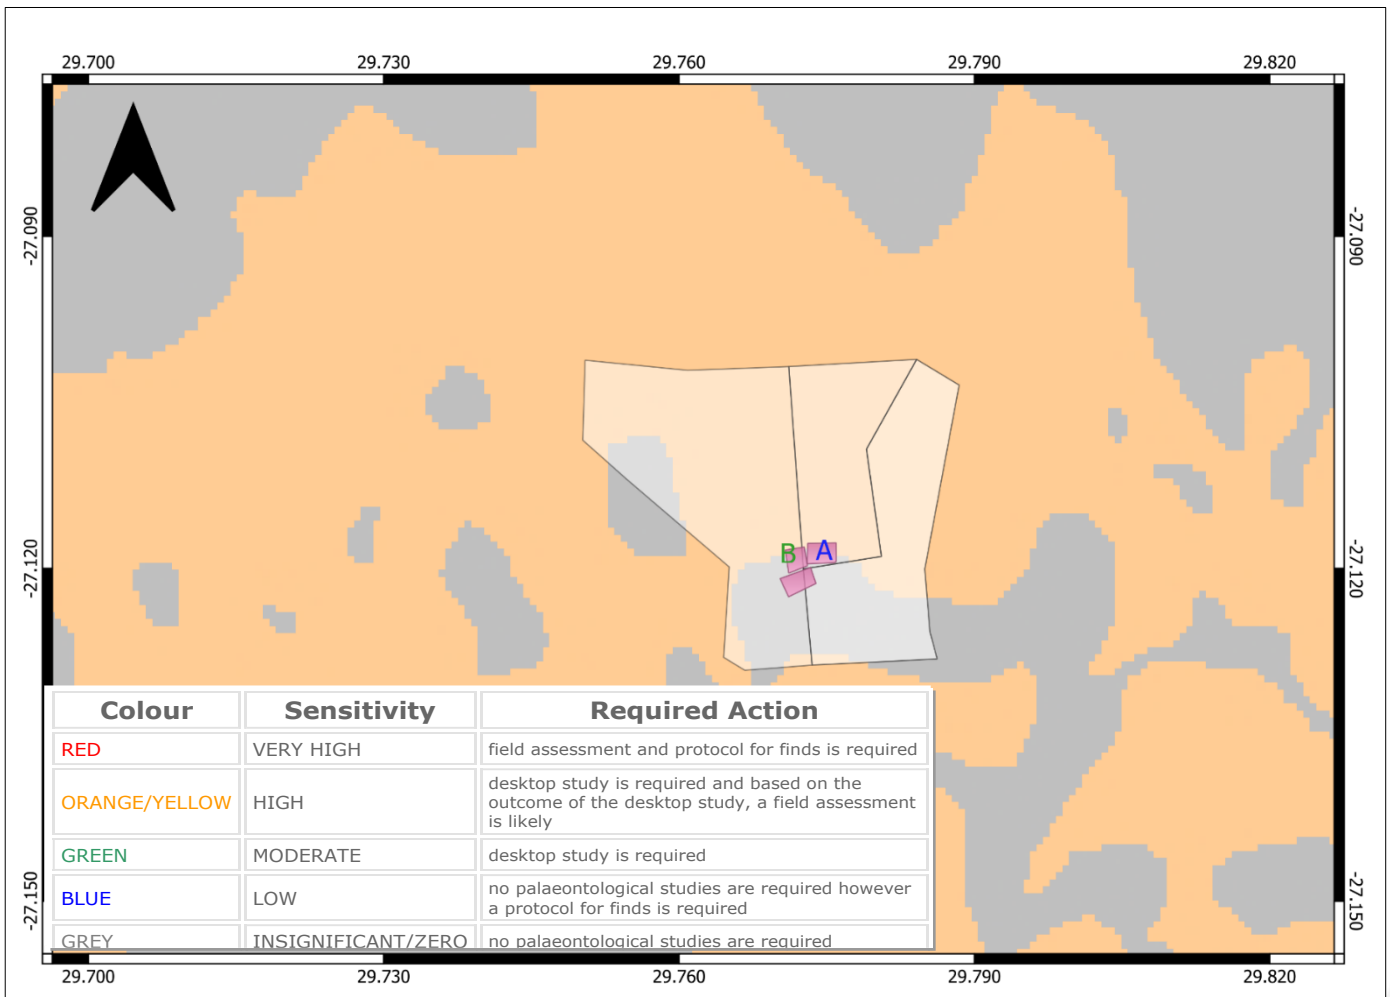 29.700 29.730 29.760 29.790 29.820
-27.090 -27.090
B A
-27.120 -27.120
Colour Sensitivity Required Action
RED VERY HIGH field assessment and protocol for finds is required
ORANGE/YELLOW HIGH desktop study is required and based on the
outcome of the desktop study, a field assessment
is likely
GREEN MODERATE desktop study is required
BLUE LOW no palaeontological studies are required however
a protocol for finds is required
GREY INSIGNIFICANT/ZERO no palaeontological studies are required
-27.150 -27.150
29.700 29.730 29.760 29.790 29.820